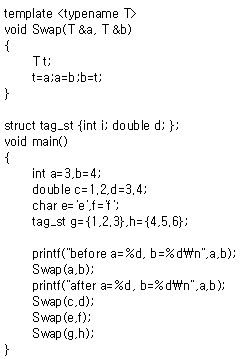 template <typename T>
void Swap(T &a, T &b)
{
T t;
t=a;a=b;b=t;
}
struct tag_st {int i; double d; };
void main()
{
int a=3,b=4;
double c=1.2,d=3.4;
char e='e',f='f';
tag_st g={1,2.3},h={4,5.6};
printf("before a=%d, b=%d₩n",a,b);
Swap(a,b);
printf("after a=%d, b=%d₩n",a,b);
Swap(c,d);
Swap(e,f);
Swap(g,h);
}